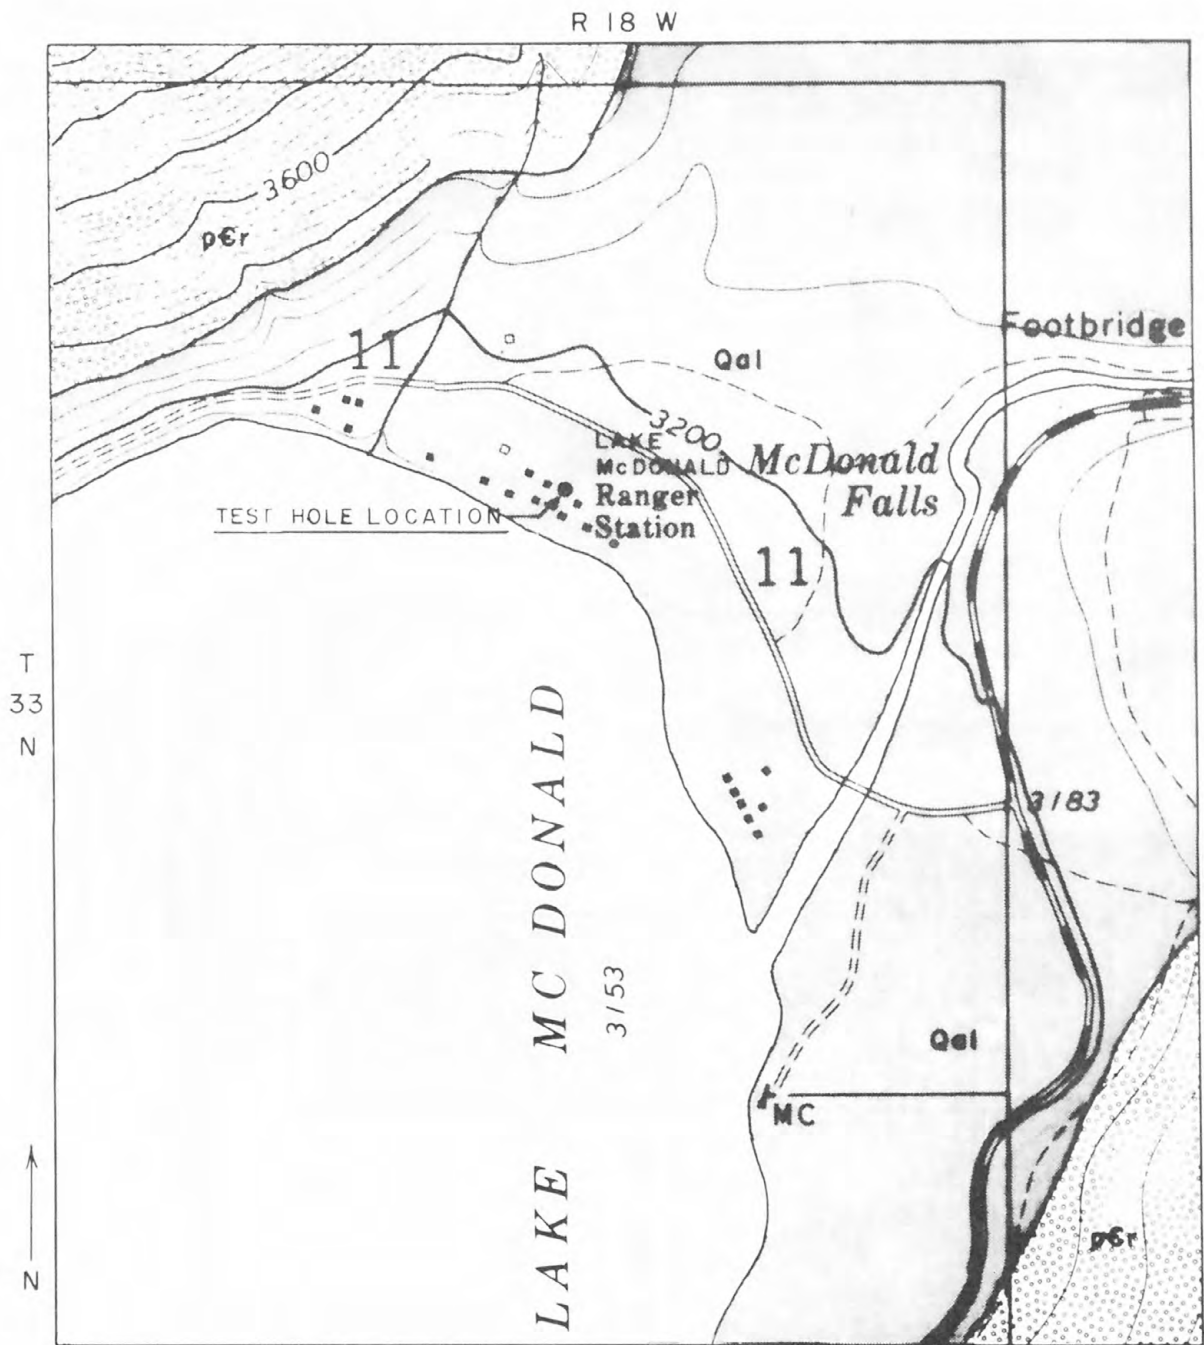 R 18 W
3600
p€r
Footbridge
11
Qal
3200
LAKE
McDONALD
Ranger
Station
McDonald
Falls
TEST HOLE LOCATION
11
T
33
N
3183
LAKE MC DONALD
3153
Qal
MC
N
p€r